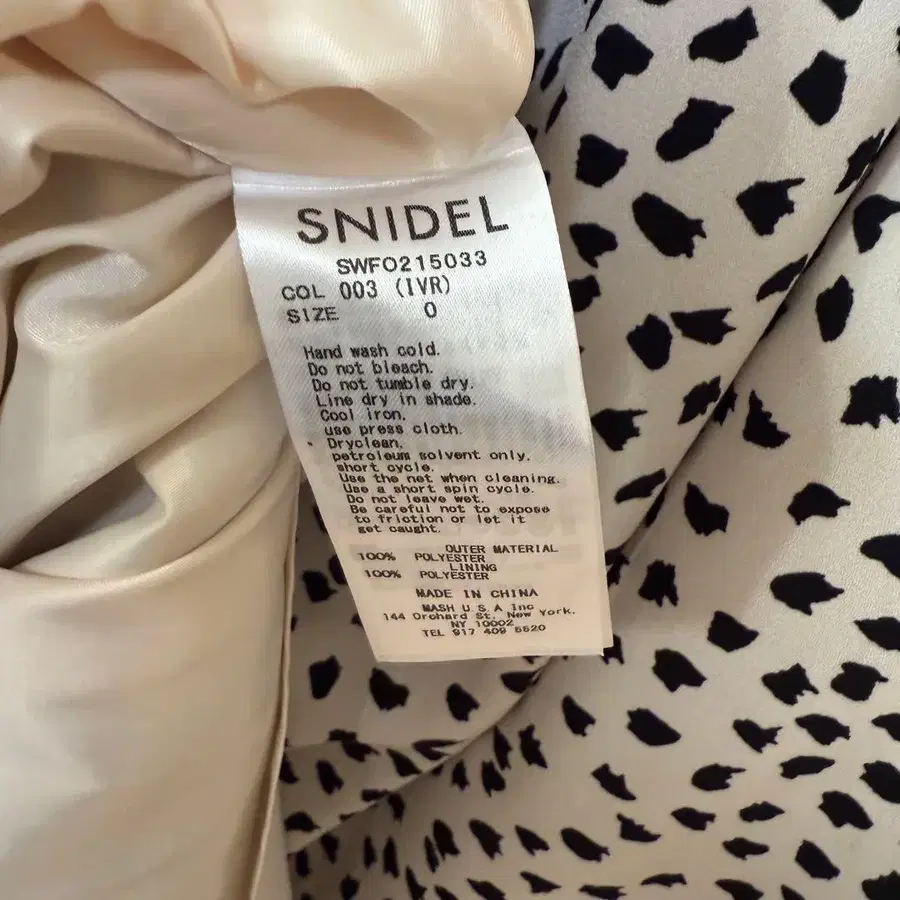 SNIDEL
SWFO215033
COL 003 (IVR)
SIZE 0
Hand wash cold.
Do not bleach.
Do not tumble dry.
Line dry in shade.
Cool iron.
use press cloth.
· Dryclean.
petroleum solvent only.
short cycle.
Use the net when cleaning.
Use a short spin cycle.
Do not leave wet.
Be careful not to expose
to friction or let it
get caught.
OUTER MATERIAL
100% POLYESTER
LINING
100% POLYESTER
MADE IN CHINA
MASH U.S.A Inc
144 Orchard St. New York.
NY 10002
TEL 917 409 5520